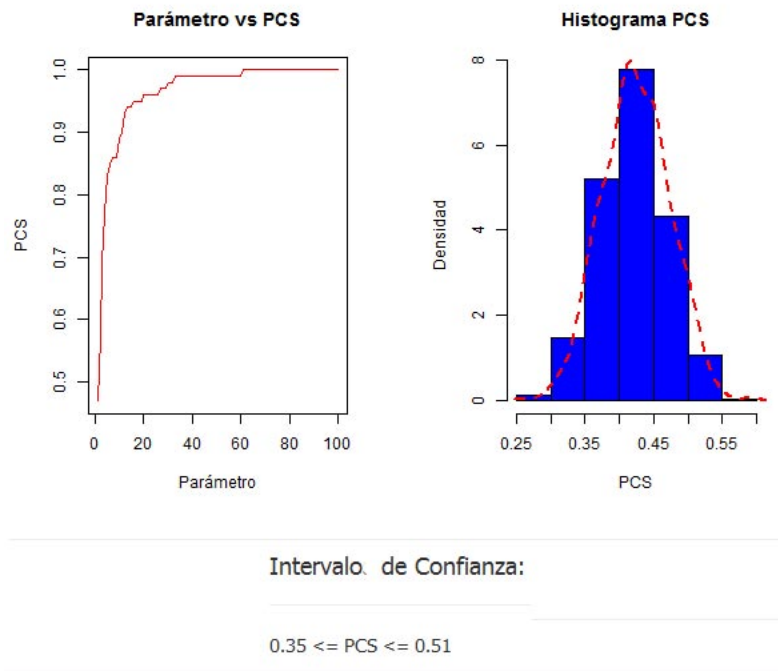 Parámetro vs PCS
PCS
1.0
0.9
0.8
0.7
0.6
0.5
0 20 40 60 80 100
Parámetro
Histograma PCS
Densidad
8
6
4
2
0
0.25 0.35 0.45 0.55
PCS
Intervalo. de Confianza:
0.35 <= PCS <= 0.51